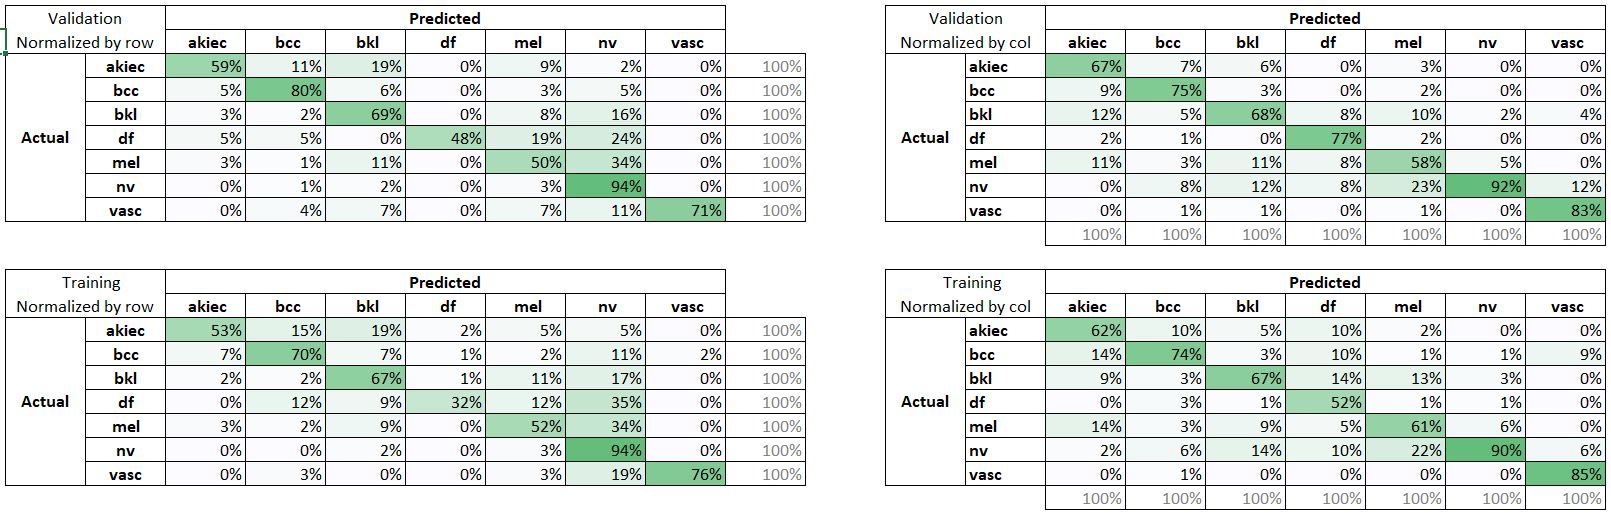 Validation Predicted
Normalized by row akiec bcc bkl df mel nv vasc
akiec 59% 11% 19% 0% 9% 2% 0% 100%
bcc 5% 80% 6% 0% 3% 5% 0% 100%
bkl 3% 2% 69% 0% 8% 16% 0% 100%
Actual df 5% 5% 0% 48% 19% 24% 0% 100%
mel 3% 1% 11% 0% 50% 34% 0% 100%
nv 0% 1% 2% 0% 3% 94% 0% 100%
vasc 0% 4% 7% 0% 7% 11% 71% 100%
Validation Predicted
Normalized by col akiec bcc bkl df mel nv vasc
akiec 67% 7% 6% 0% 3% 0% 0%
bcc 9% 75% 3% 0% 2% 0% 0%
bkl 12% 5% 68% 8% 10% 2% 4%
Actual df 2% 1% 0% 77% 2% 0% 0%
mel 11% 3% 11% 8% 58% 5% 0%
nv 0% 8% 12% 8% 23% 92% 12%
vasc 0% 1% 1% 0% 1% 0% 83%
100% 100% 100% 100% 100% 100% 100%
Training Predicted
Normalized by row akiec bcc bkl df mel nv vasc
akiec 53% 15% 19% 2% 5% 5% 0% 100%
bcc 7% 70% 7% 1% 2% 11% 2% 100%
bkl 2% 2% 67% 1% 11% 17% 0% 100%
Actual df 0% 12% 9% 32% 12% 35% 0% 100%
mel 3% 2% 9% 0% 52% 34% 0% 100%
nv 0% 0% 2% 0% 3% 94% 0% 100%
vasc 0% 3% 0% 0% 3% 19% 76% 100%
Training Predicted
Normalized by col akiec bcc bkl df mel nv vasc
akiec 62% 10% 5% 10% 2% 0% 0%
bcc 14% 74% 3% 10% 1% 1% 9%
bkl 9% 3% 67% 14% 13% 3% 0%
Actual df 0% 3% 1% 52% 1% 1% 0%
mel 14% 3% 9% 5% 61% 6% 0%
nv 2% 6% 14% 10% 22% 90% 6%
vasc 0% 1% 0% 0% 0% 0% 85%
100% 100% 100% 100% 100% 100% 100%